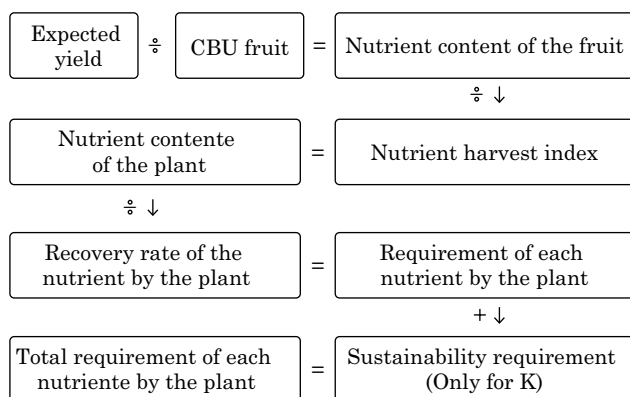 Expected
yield
÷
CBU fruit
=
Nutrient content of the fruit
÷ ↓
Nutrient contente
of the plant
=
Nutrient harvest index
÷ ↓
Recovery rate of the
nutrient by the plant
=
Requirement of each
nutrient by the plant
+ ↓
Total requirement of each
nutriente by the plant
=
Sustainability requirement
(Only for K)